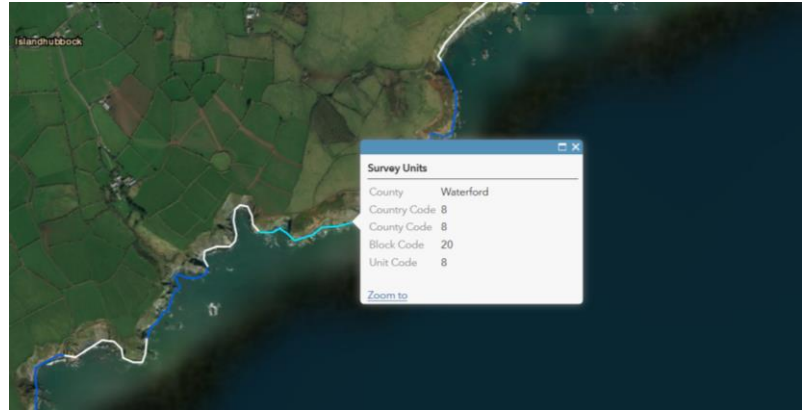 Islandhubbock
Survey Units
County Waterford
Country Code 8
County Code 8
Block Code 20
Unit Code 8
Zoom to